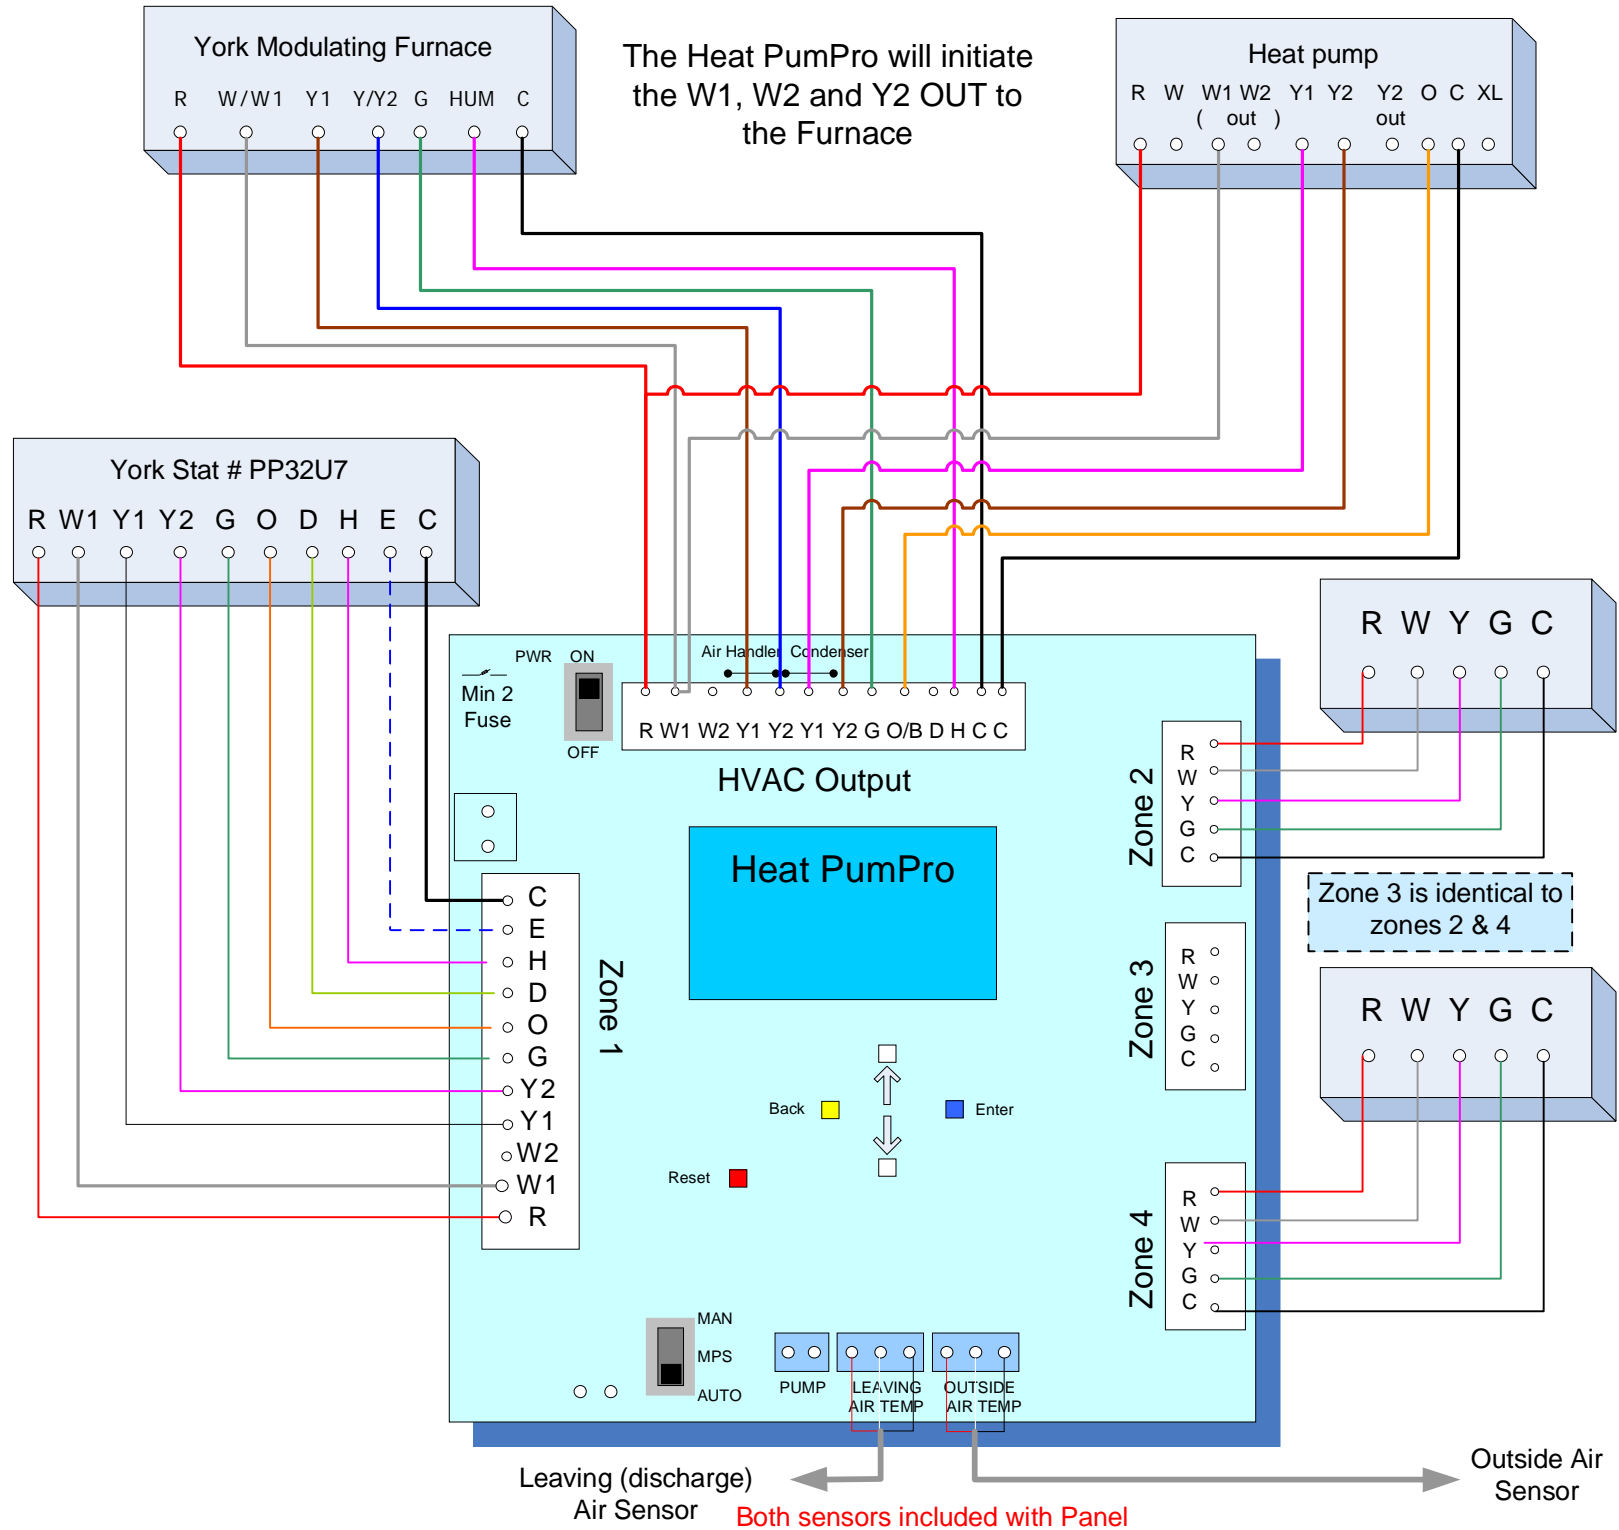 York Modulating Furnace
R W/W1 Y1 Y/Y2 G HUM C
The Heat PumPro will initiate
the W1, W2 and Y2 OUT to
the Furnace
Heat pump
R W W1 W2 Y1 Y2 Y2 O C XL
( out ) out
York Stat # PP32U7
R W1 Y1 Y2 G O D H E C
PWR ON
Min 2
Fuse
OFF
Air Handler Condenser
R W1 W2 Y1 Y2 Y1 Y2 G O/B D H C C
HVAC Output
Heat PumPro
Zone 1
C
E
H
D
O
G
Y2
Y1
W2
W1
R
Zone 2
R
W
Y
G
C
R W Y G C
Zone 3 is identical to
zones 2 & 4
Zone 3
R
W
Y
G
C
R W Y G C
Zone 4
R
W
Y
G
C
Back
Enter
Reset
MAN
MPS
AUTO
PUMP
LEAVING
AIR TEMP
OUTSIDE
AIR TEMP
Leaving (discharge)
Air Sensor
Both sensors included with Panel
Outside Air
Sensor